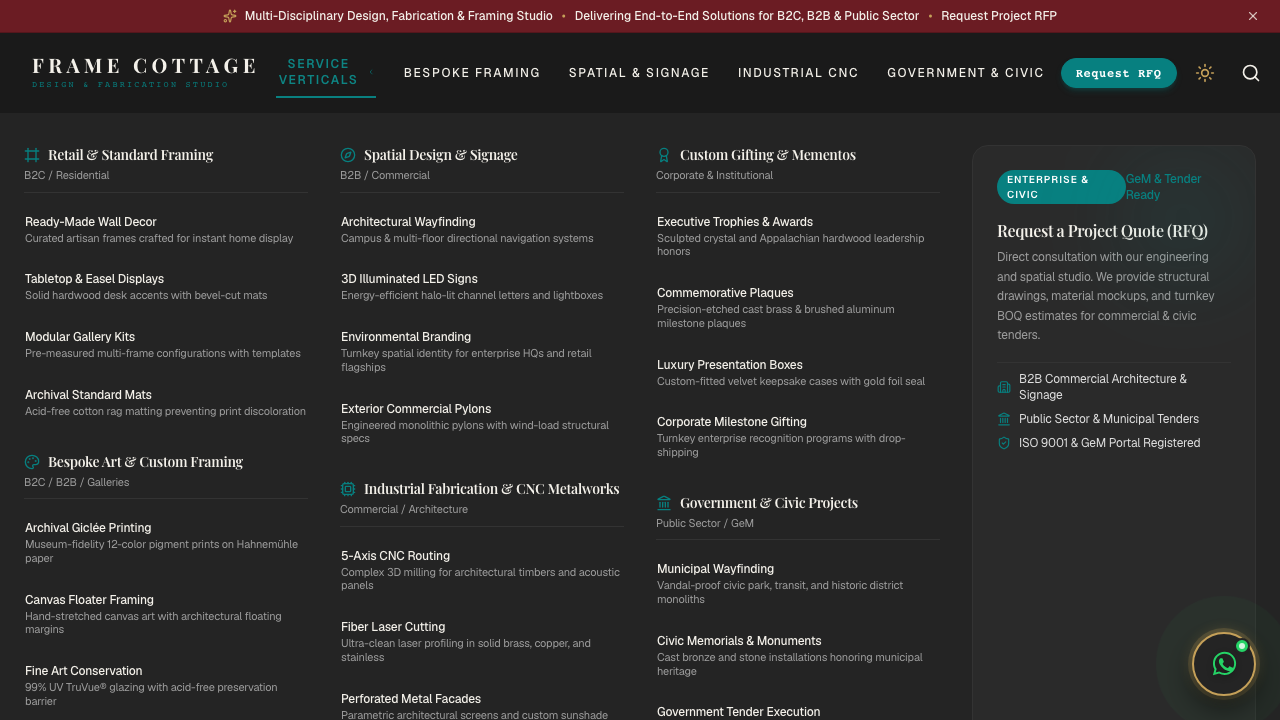 Multi-Disciplinary Design, Fabrication & Framing Studio • Delivering End-to-End Solutions for B2C, B2B & Public Sector • Request Project RFP
FRAME COTTAGE
DESIGN & FABRICATION STUDIO
SERVICE
VERTICALS
BESPOKE FRAMING
SPATIAL & SIGNAGE
INDUSTRIAL CNC
GOVERNMENT & CIVIC
Request RFQ
Retail & Standard Framing
B2C / Residential
Ready-Made Wall Decor
Curated artisan frames crafted for instant home display
Tabletop & Easel Displays
Solid hardwood desk accents with bevel-cut mats
Modular Gallery Kits
Pre-measured multi-frame configurations with templates
Archival Standard Mats
Acid-free cotton rag matting preventing print discoloration
Bespoke Art & Custom Framing
B2C / B2B / Galleries
Archival Giclée Printing
Museum-fidelity 12-color pigment prints on Hahnemühle
paper
Canvas Floater Framing
Hand-stretched canvas art with architectural floating
margins
Fine Art Conservation
99% UV TruVue® glazing with acid-free preservation
barrier
Spatial Design & Signage
B2B / Commercial
Architectural Wayfinding
Campus & multi-floor directional navigation systems
3D Illuminated LED Signs
Energy-efficient halo-lit channel letters and lightboxes
Environmental Branding
Turnkey spatial identity for enterprise HQs and retail
flagships
Exterior Commercial Pylons
Engineered monolithic pylons with wind-load structural
specs
Industrial Fabrication & CNC Metalworks
Commercial / Architecture
5-Axis CNC Routing
Complex 3D milling for architectural timbers and acoustic
panels
Fiber Laser Cutting
Ultra-clean laser profiling in solid brass, copper, and
stainless
Perforated Metal Facades
Parametric architectural screens and custom sunshade
Custom Gifting & Mementos
Corporate & Institutional
Executive Trophies & Awards
Sculpted crystal and Appalachian hardwood leadership
honors
Commemorative Plaques
Precision-etched cast brass & brushed aluminum
milestone plaques
Luxury Presentation Boxes
Custom-fitted velvet keepsake cases with gold foil seal
Corporate Milestone Gifting
Turnkey enterprise recognition programs with drop-
shipping
Government & Civic Projects
Public Sector / GeM
Municipal Wayfinding
Vandal-proof civic park, transit, and historic district
monoliths
Civic Memorials & Monuments
Cast bronze and stone installations honoring municipal
heritage
Government Tender Execution
ENTERPRISE &
CIVIC
GeM & Tender
Ready
Request a Project Quote (RFQ)
Direct consultation with our engineering
and spatial studio. We provide structural
drawings, material mockups, and turnkey
BOQ estimates for commercial & civic
tenders.
B2B Commercial Architecture &
Signage
Public Sector & Municipal Tenders
ISO 9001 & GeM Portal Registered